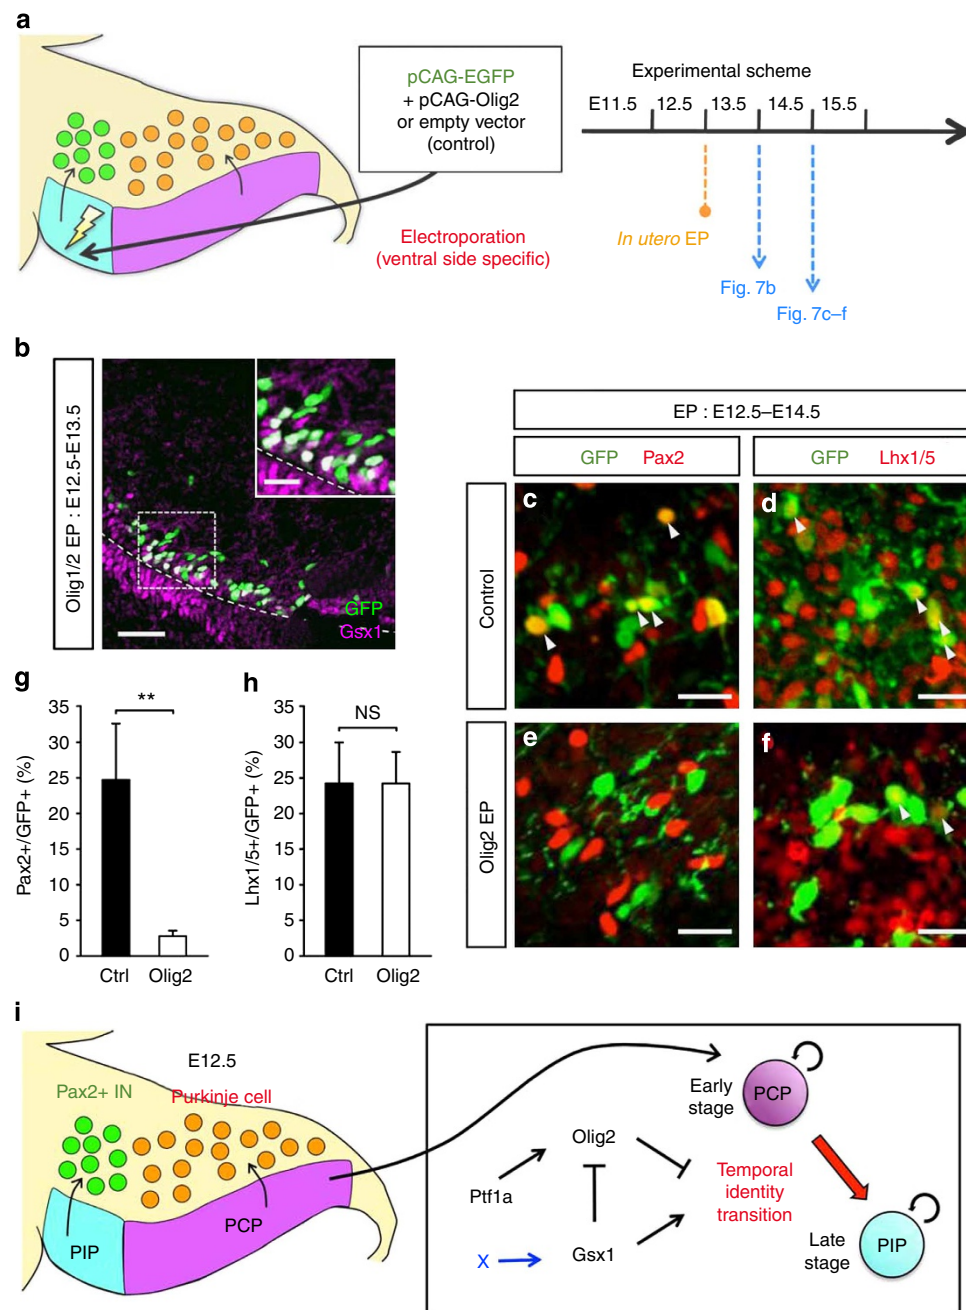 a
pCAG-EGFP
+ pCAG-Olig2
or empty vector
(control)
Electroporation
(ventral side specific)
Experimental scheme
E11.5 12.5 13.5 14.5 15.5
In utero EP
Fig. 7b
Fig. 7c–f
b
Olig1/2 EP : E12.5-E13.5
GFP
Gsx1
EP : E12.5–E14.5
GFP Pax2
GFP Lhx1/5
Control
c
d
Olig2 EP
e
f
g
Pax2+/GFP+ (%)
35
30
25
20
15
10
5
0
**
Ctrl Olig2
h
Lhx1/5+/GFP+ (%)
35
30
25
20
15
10
5
0
NS
Ctrl Olig2
i
E12.5
Pax2+ IN
Purkinje cell
PIP
PCP
Early
stage
PCP
Olig2
Ptf1a
X
Gsx1
Temporal
identity
transition
Late
stage
PIP